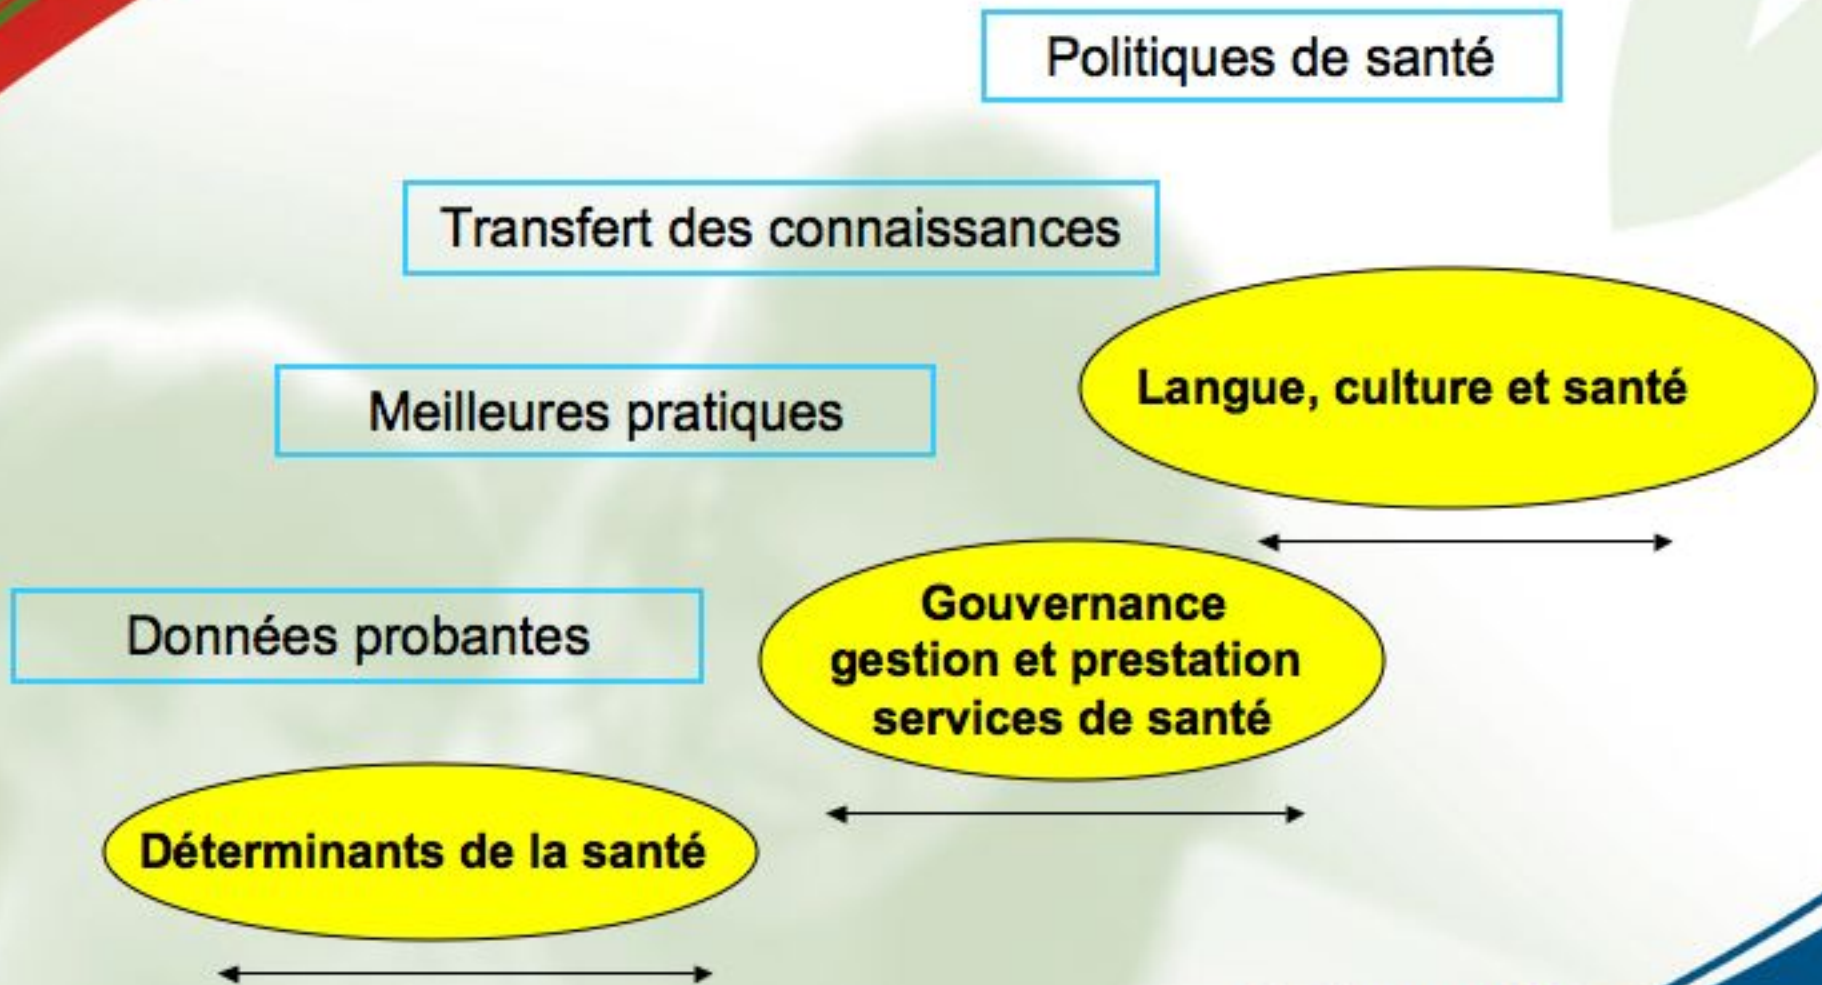 Politiques de santé
Transfert des connaissances
Langue, culture et santé
Meilleures pratiques
Gouvernance
gestion et prestation
services de santé
Données probantes
Déterminants de la santé